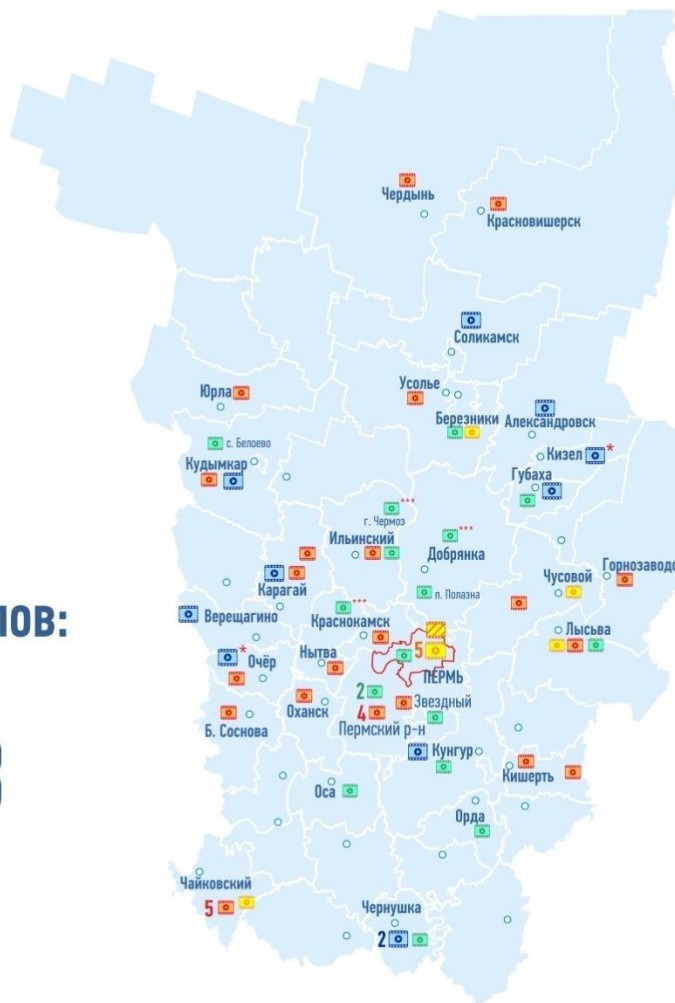 Чердынь
Красновишерск
Соликамск
Юрла
Усолье
Березники
Александровск
с. Белоево
Кизел *
Кудымкар
Губаха
***
г. Чермоз
***
Ильинский
Добрянка
Горнозаводс
Чусовой
Карагай
п. Полазна
***
Верещагино
Краснокамск
Лысьва
НОВ:
* Очёр
Нытва
5
ПЕРМЬ
2
Звездный
Оханск
4
Пермский р-н
Б. Соснова
Кунгур
Кишерть
Оса
Орда
Чайковский
5
Чернушка
2